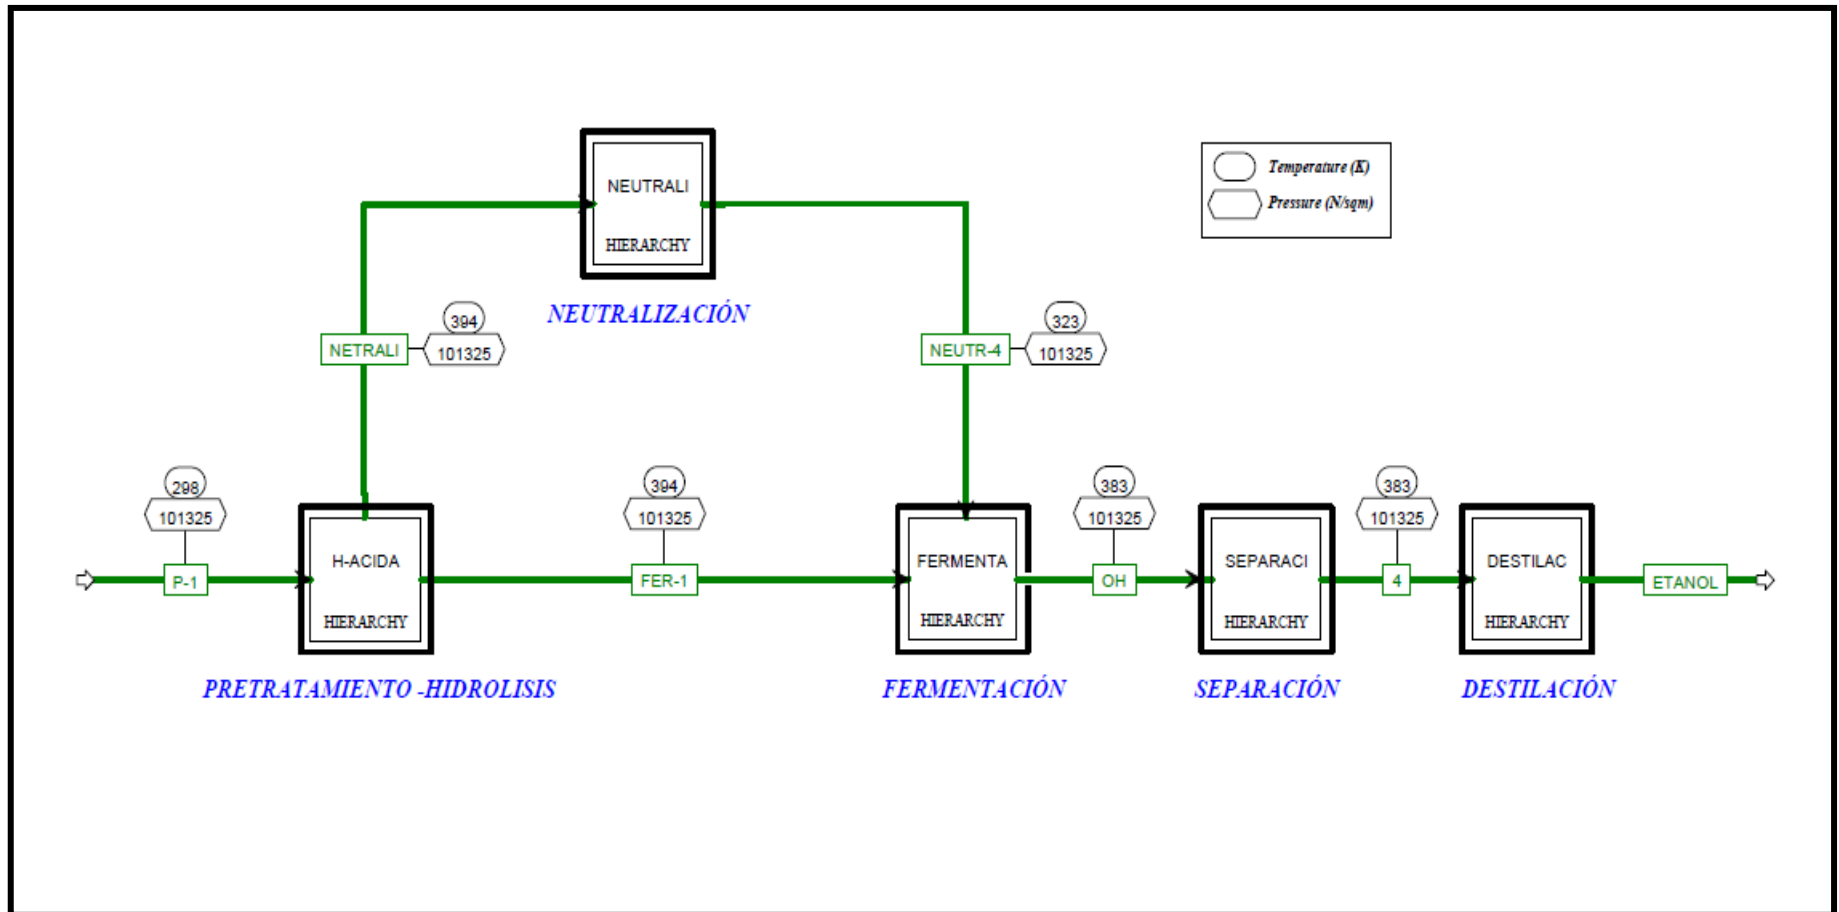 NEUTRALI
HIERARCHY
NEUTRALIZACIÓN
Temperature (K)
Pressure (N/sqm)
394
NETRALI
101325
323
NEUTR-4
101325
298
101325
P-1
H-ACIDA
HIERARCHY
PRETRATAMIENTO -HIDROLISIS
394
101325
FER-1
FERMENTA
HIERARCHY
FERMENTACIÓN
383
101325
OH
SEPARACI
HIERARCHY
SEPARACIÓN
383
101325
4
DESTILAC
HIERARCHY
DESTILACIÓN
ETANOL